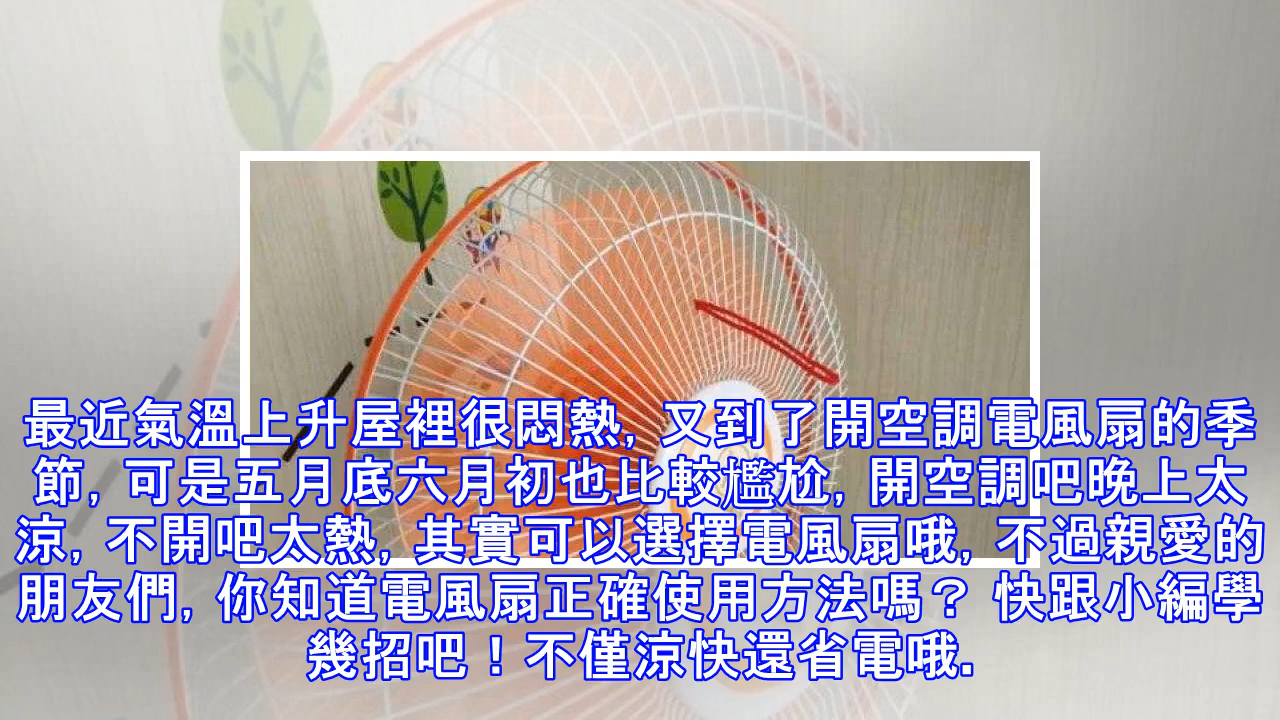 最近氣溫上升屋裡很悶熱, 又到了開空調電風扇的季
節, 可是五月底六月初也比較尷尬, 開空調吧晚上太
涼, 不開吧太熱, 其實可以選擇電風扇哦, 不過親愛的
朋友們, 你知道電風扇正確使用方法嗎？ 快跟小編學
幾招吧！不僅涼快還省電哦.